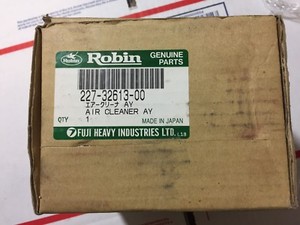 Robin
GENUINE
PARTS
227-32613-00
エアークリーナ AY
AIR CLEANER AY
QTY 1 MADE IN JAPAN
FUJI HEAVY INDUSTRIES LTD.